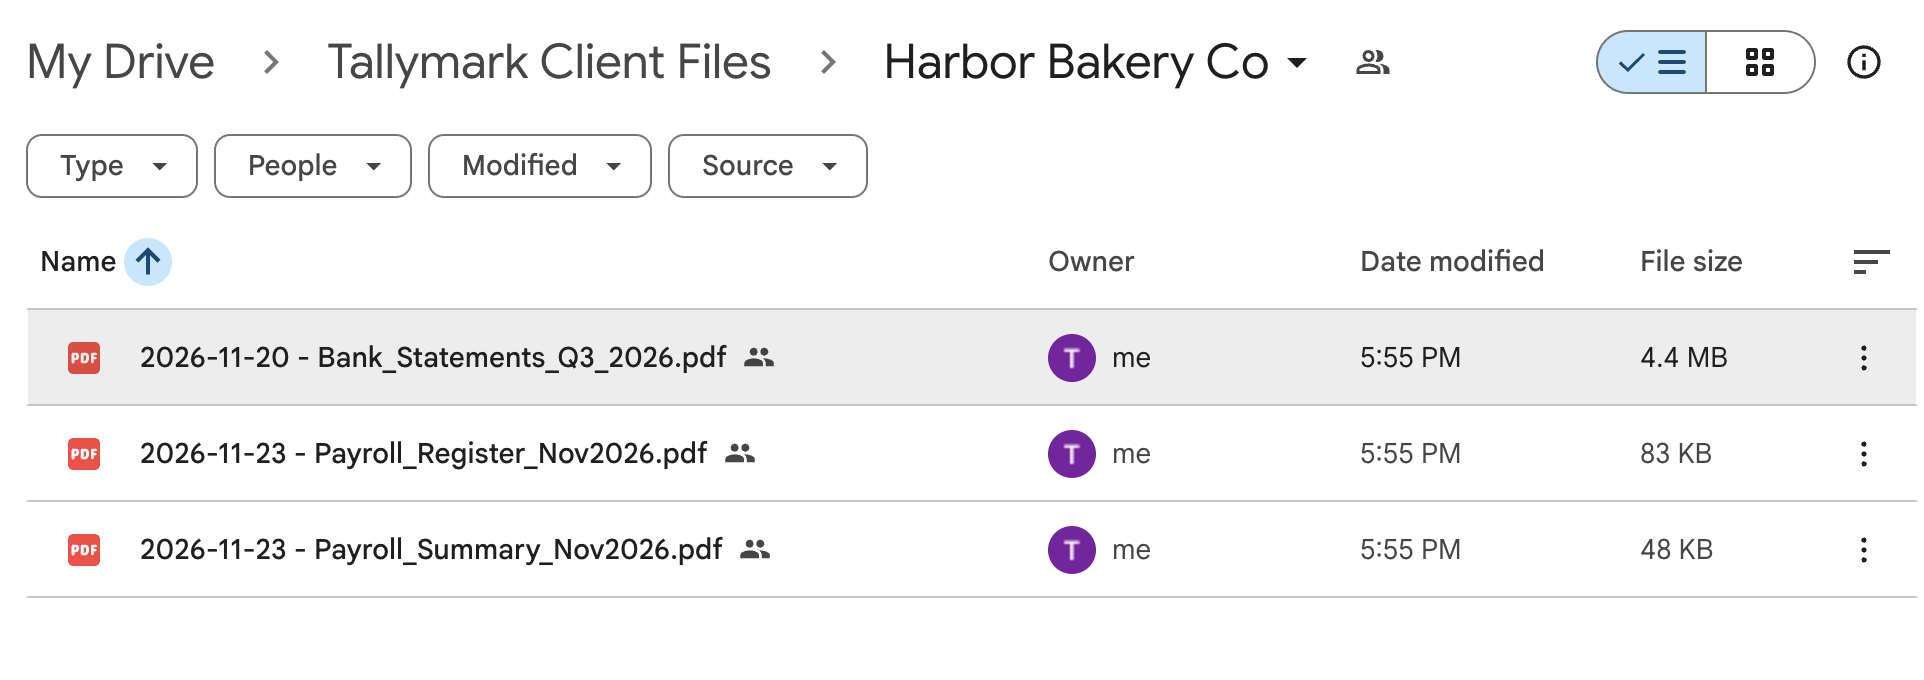 My Drive > Tallymark Client Files > Harbor Bakery Co
Type People Modified Source
Name Owner Date modified File size
PDF 2026-11-20 - Bank_Statements_Q3_2026.pdf T me 5:55 PM 4.4 MB
PDF 2026-11-23 - Payroll_Register_Nov2026.pdf T me 5:55 PM 83 KB
PDF 2026-11-23 - Payroll_Summary_Nov2026.pdf T me 5:55 PM 48 KB